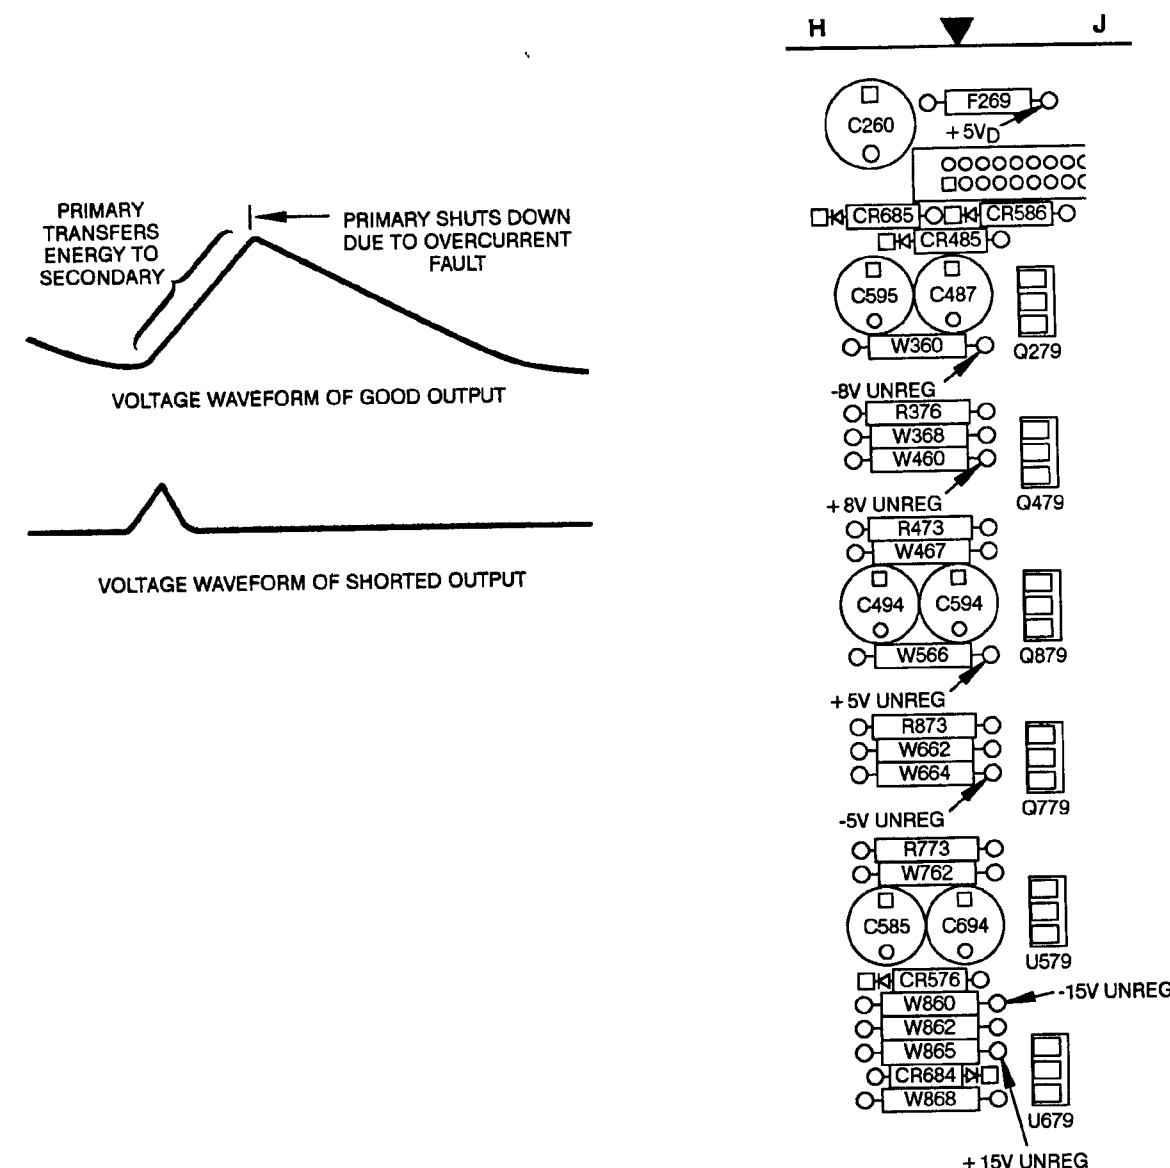 H
J
C260
F269
+5VD
CR685
CR586
CR485
C595
C487
W360
Q279
-8V UNREG
R376
W368
W460
Q479
+8V UNREG
R473
W467
C494
C594
W566
Q879
+5V UNREG
R873
W662
W664
Q779
-5V UNREG
R773
W762
C585
C694
U579
CR576
W860
-15V UNREG
W862
W865
CR684
W868
U679
+15V UNREG
PRIMARY
TRANSFERS
ENERGY TO
SECONDARY
PRIMARY SHUTS DOWN
DUE TO OVERCURRENT
FAULT
VOLTAGE WAVEFORM OF GOOD OUTPUT
VOLTAGE WAVEFORM OF SHORTED OUTPUT